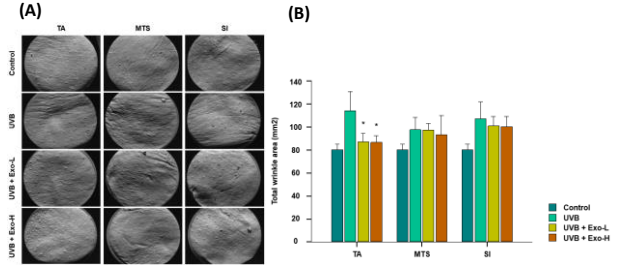 (A)
TA MTS SI
Control
UVB
UVB + Exo-L
UVB + Exo-H
(B)
Total wrinkle area (mm2)
140
120
100
80
60
40
20
0
* *
TA MTS SI
Control
UVB
UVB + Exo-L
UVB + Exo-H